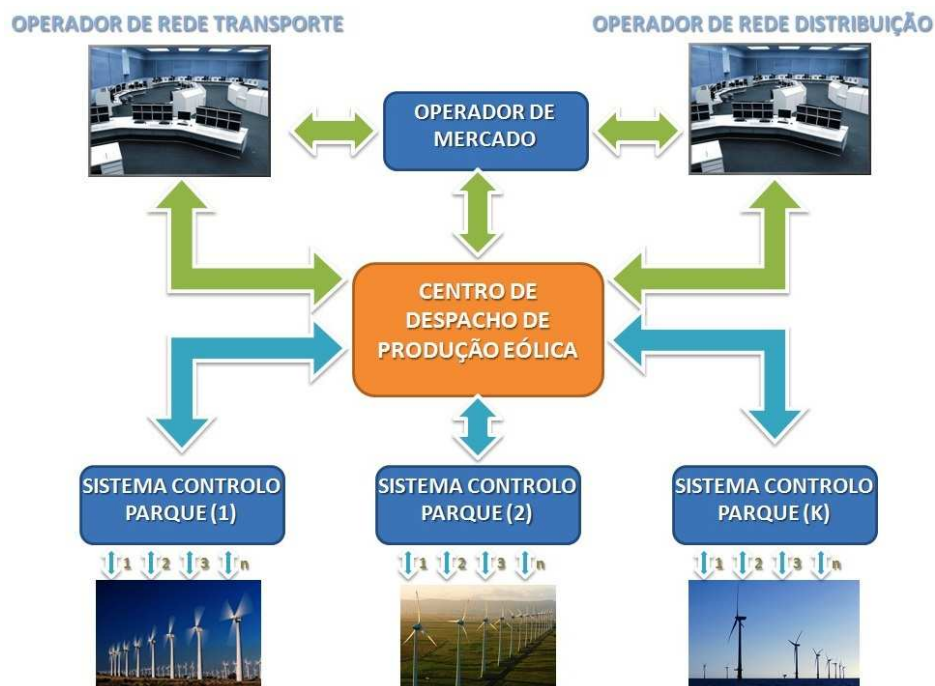 OPERADOR DE REDE TRANSPORTE
OPERADOR DE REDE DISTRIBUIÇÃO
OPERADOR DE
MERCADO
CENTRO DE
DESPACHO DE
PRODUÇÃO EÓLICA
SISTEMA CONTROLO
PARQUE (1)
SISTEMA CONTROLO
PARQUE (2)
SISTEMA CONTROLO
PARQUE (K)
1 2 3 n
1 2 3 n
1 2 3 n